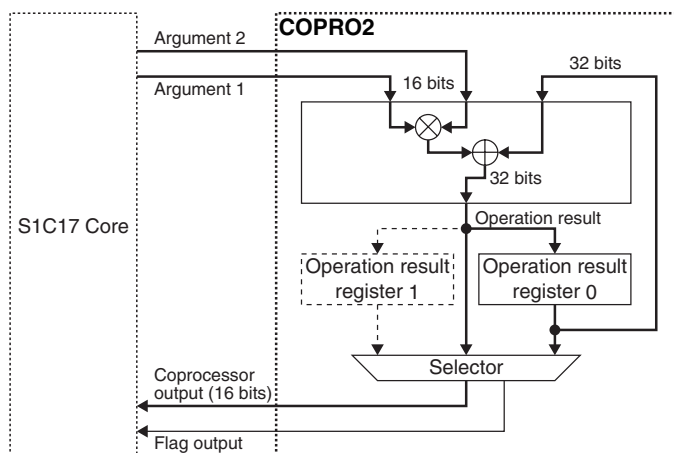 COPRO2
Argument 2
32 bits
16 bits
Argument 1
32 bits
Operation result
S1C17 Core
Operation result
register 1
Operation result
register 0
Selector
Coprocessor
output (16 bits)
Flag output